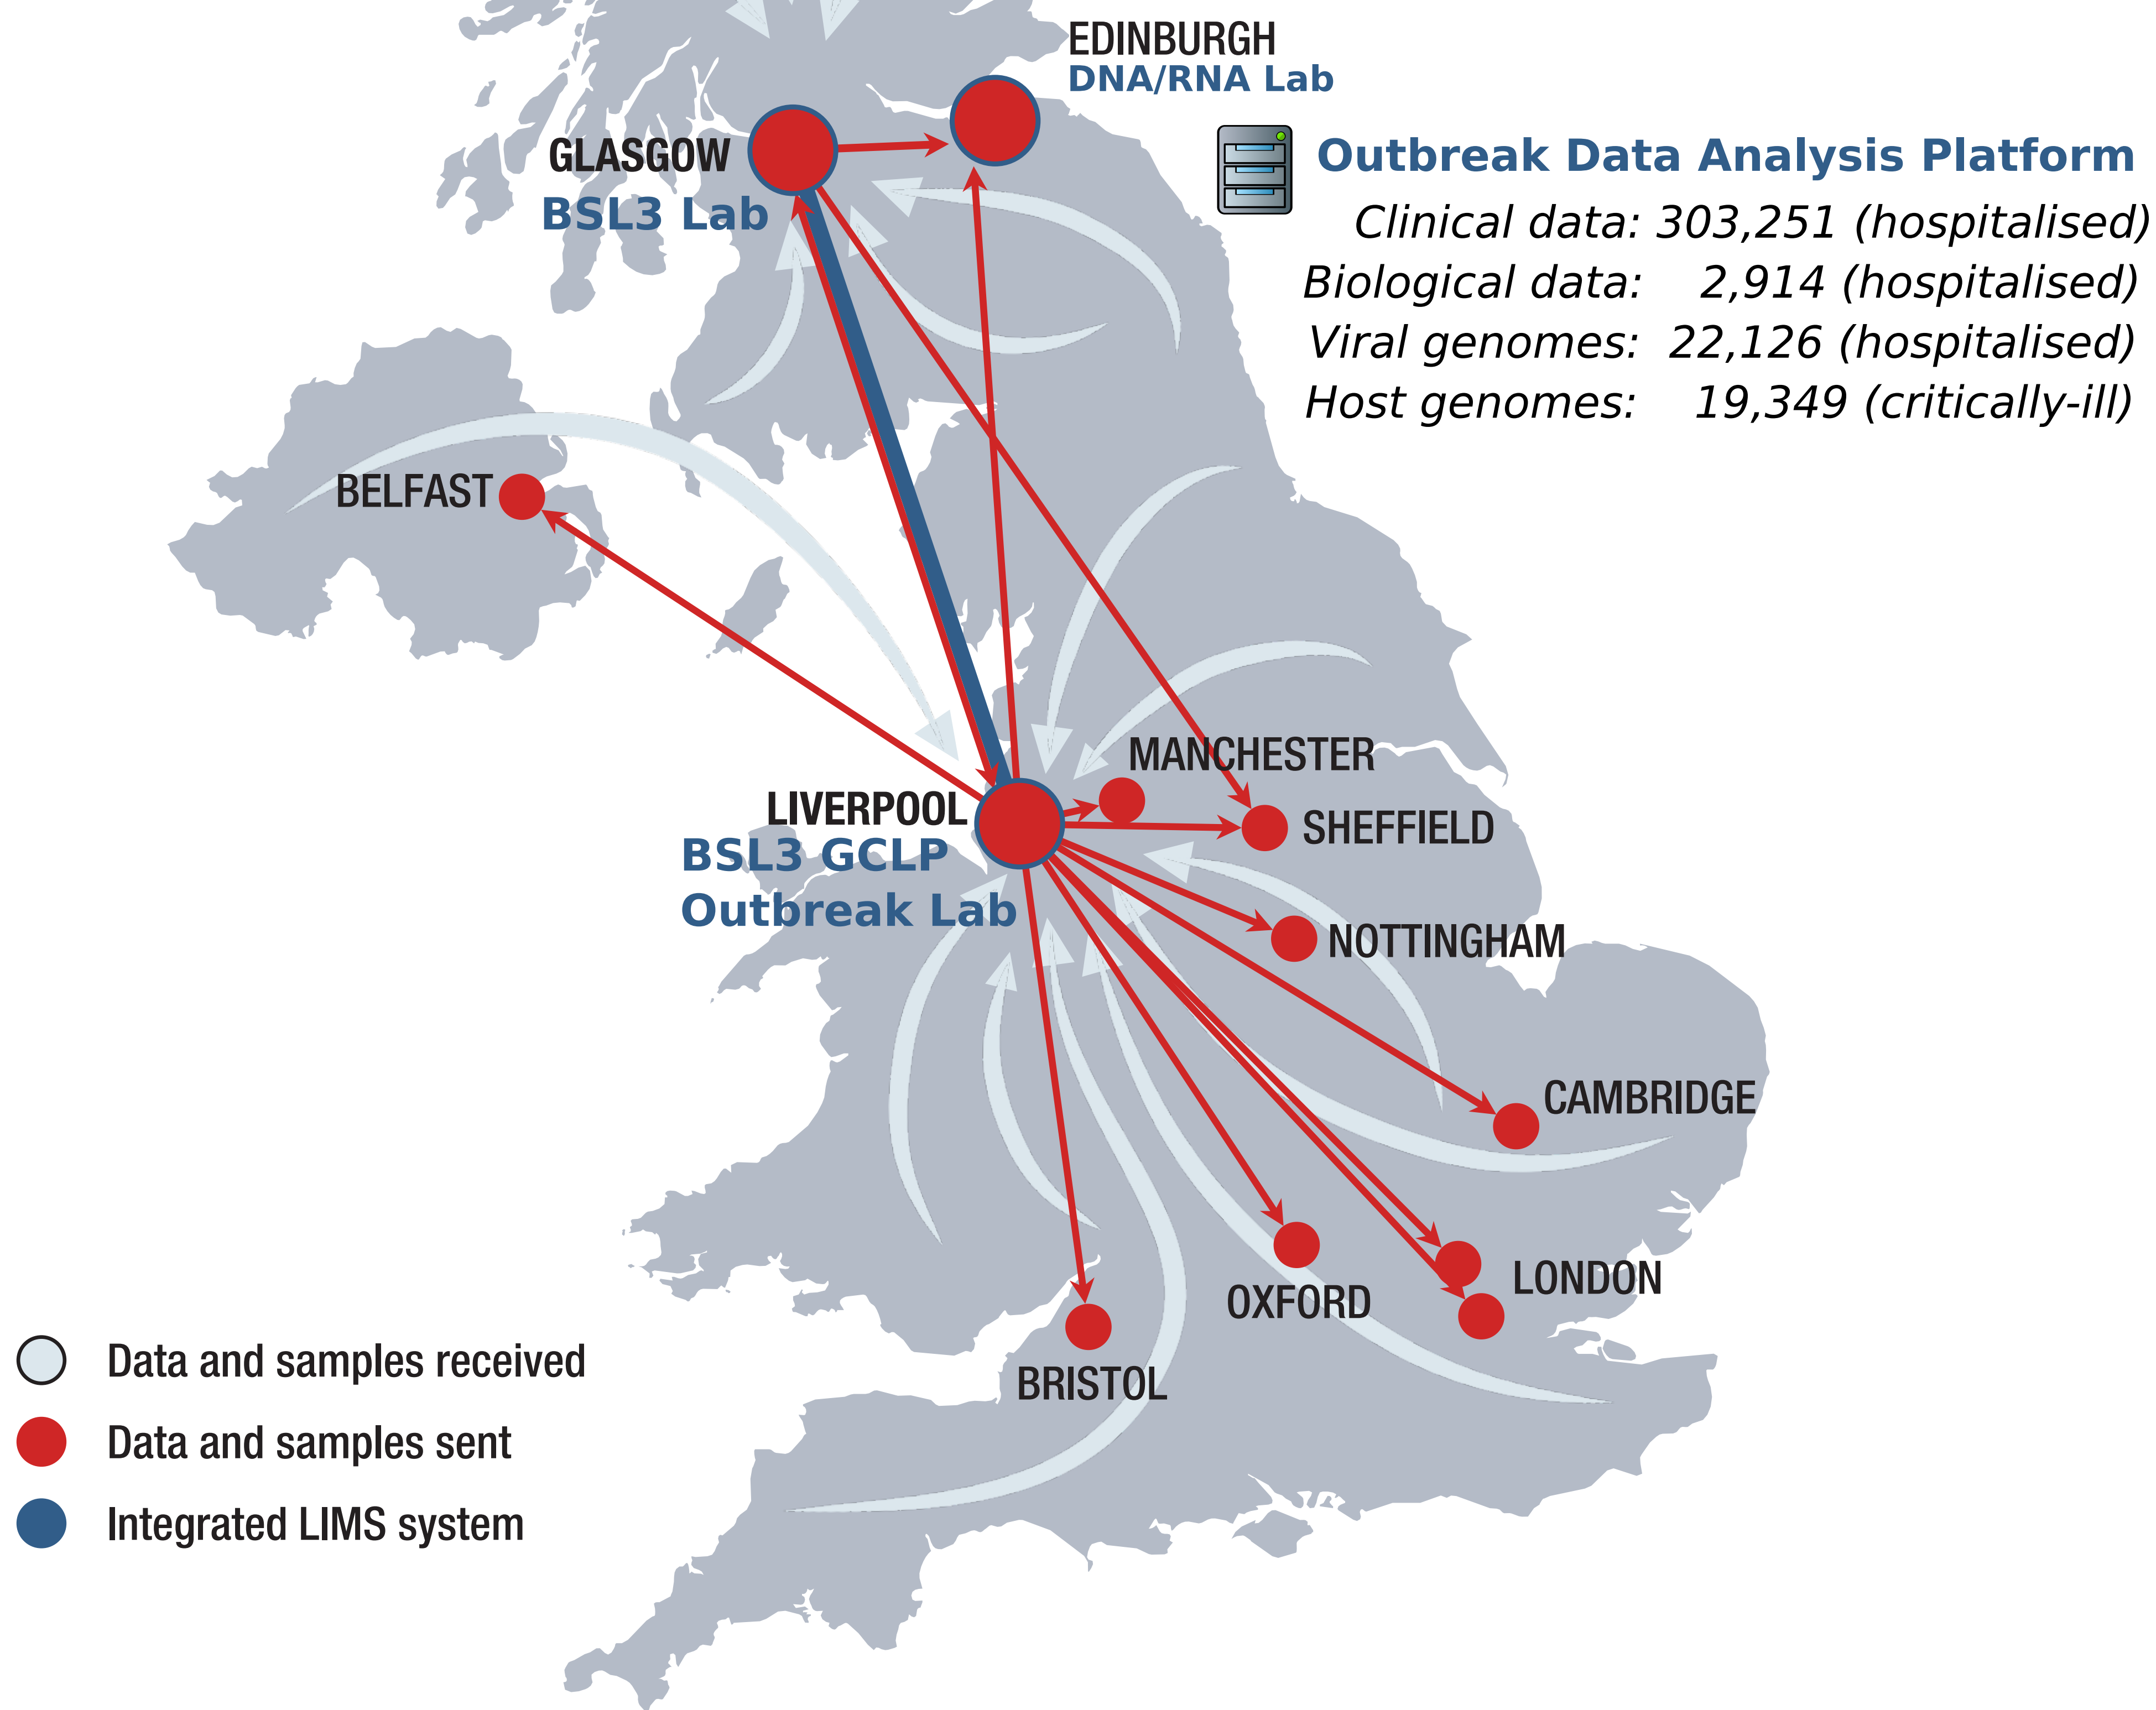 EDINBURGH
DNA/RNA Lab
GLASGOW
BSL3 Lab
Outbreak Data Analysis Platform
Clinical data: 303,251 (hospitalised)
Biological data: 2,914 (hospitalised)
Viral genomes: 22,126 (hospitalised)
Host genomes: 19,349 (critically-ill)
BELFAST
MANCHESTER
LIVERPOOL
BSL3 GCLP
Outbreak Lab
SHEFFIELD
NOTTINGHAM
CAMBRIDGE
LONDON
OXFORD
BRISTOL
Data and samples received
Data and samples sent
Integrated LIMS system